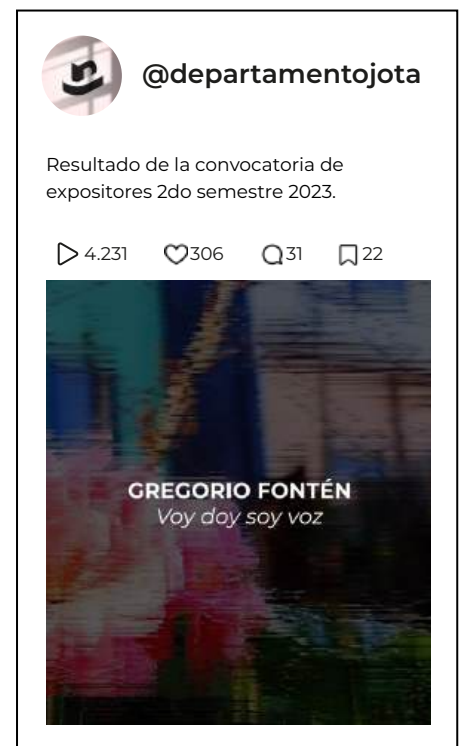 @departamentojota
Resultado de la convocatoria de
expositores 2do semestre 2023.
4.231 306 31 22
GREGORIO FONTÉN
Voy doy soy voz